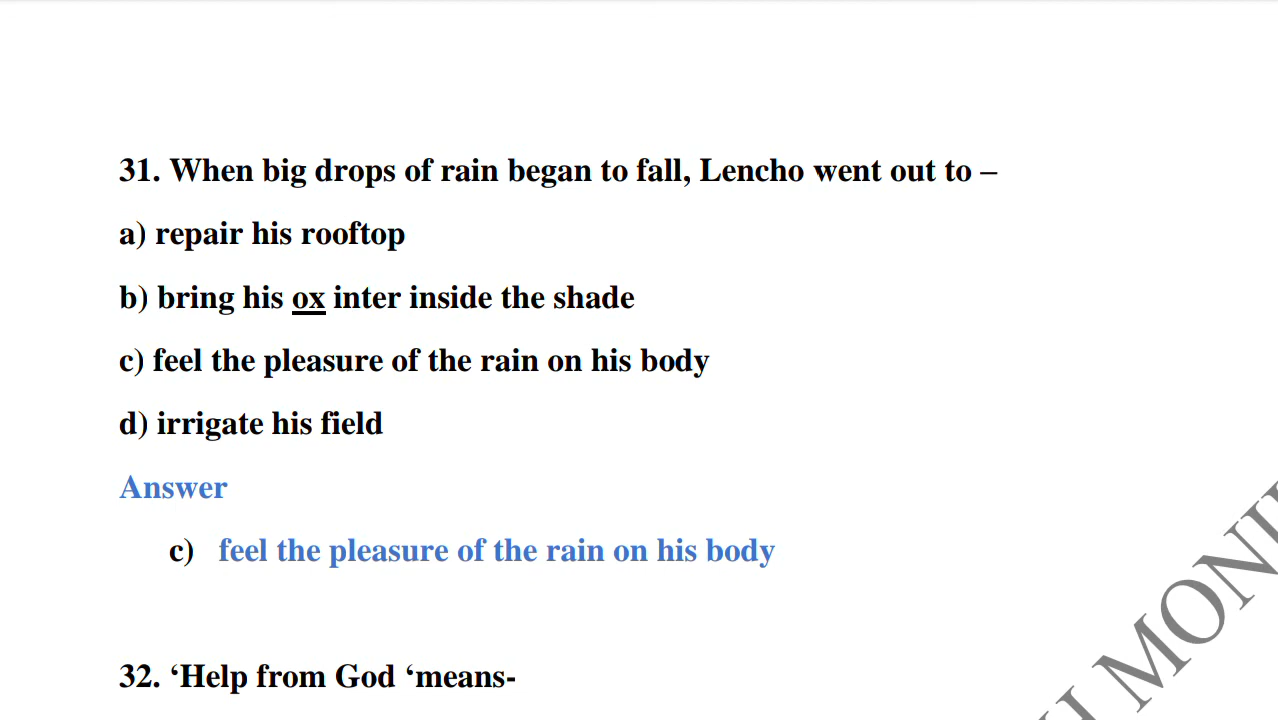 31. When big drops of rain began to fall, Lencho went out to –
a) repair his rooftop
b) bring his ox inter inside the shade
c) feel the pleasure of the rain on his body
d) irrigate his field
Answer
c) feel the pleasure of the rain on his body
32. ‘Help from God ‘means-